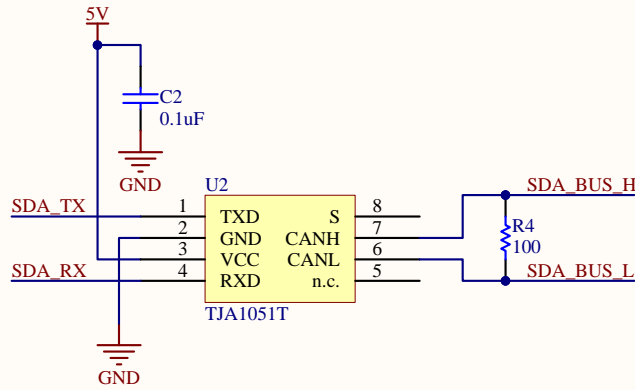 5V
C2
0.1uF
GND
U2
SDA_TX 1 TXD S 8 SDA_BUS_H
2 GND CANH 7 R4
3 VCC CANL 6 100
SDA_RX 4 RXD n.c. 5 SDA_BUS_L
TJA1051T
GND